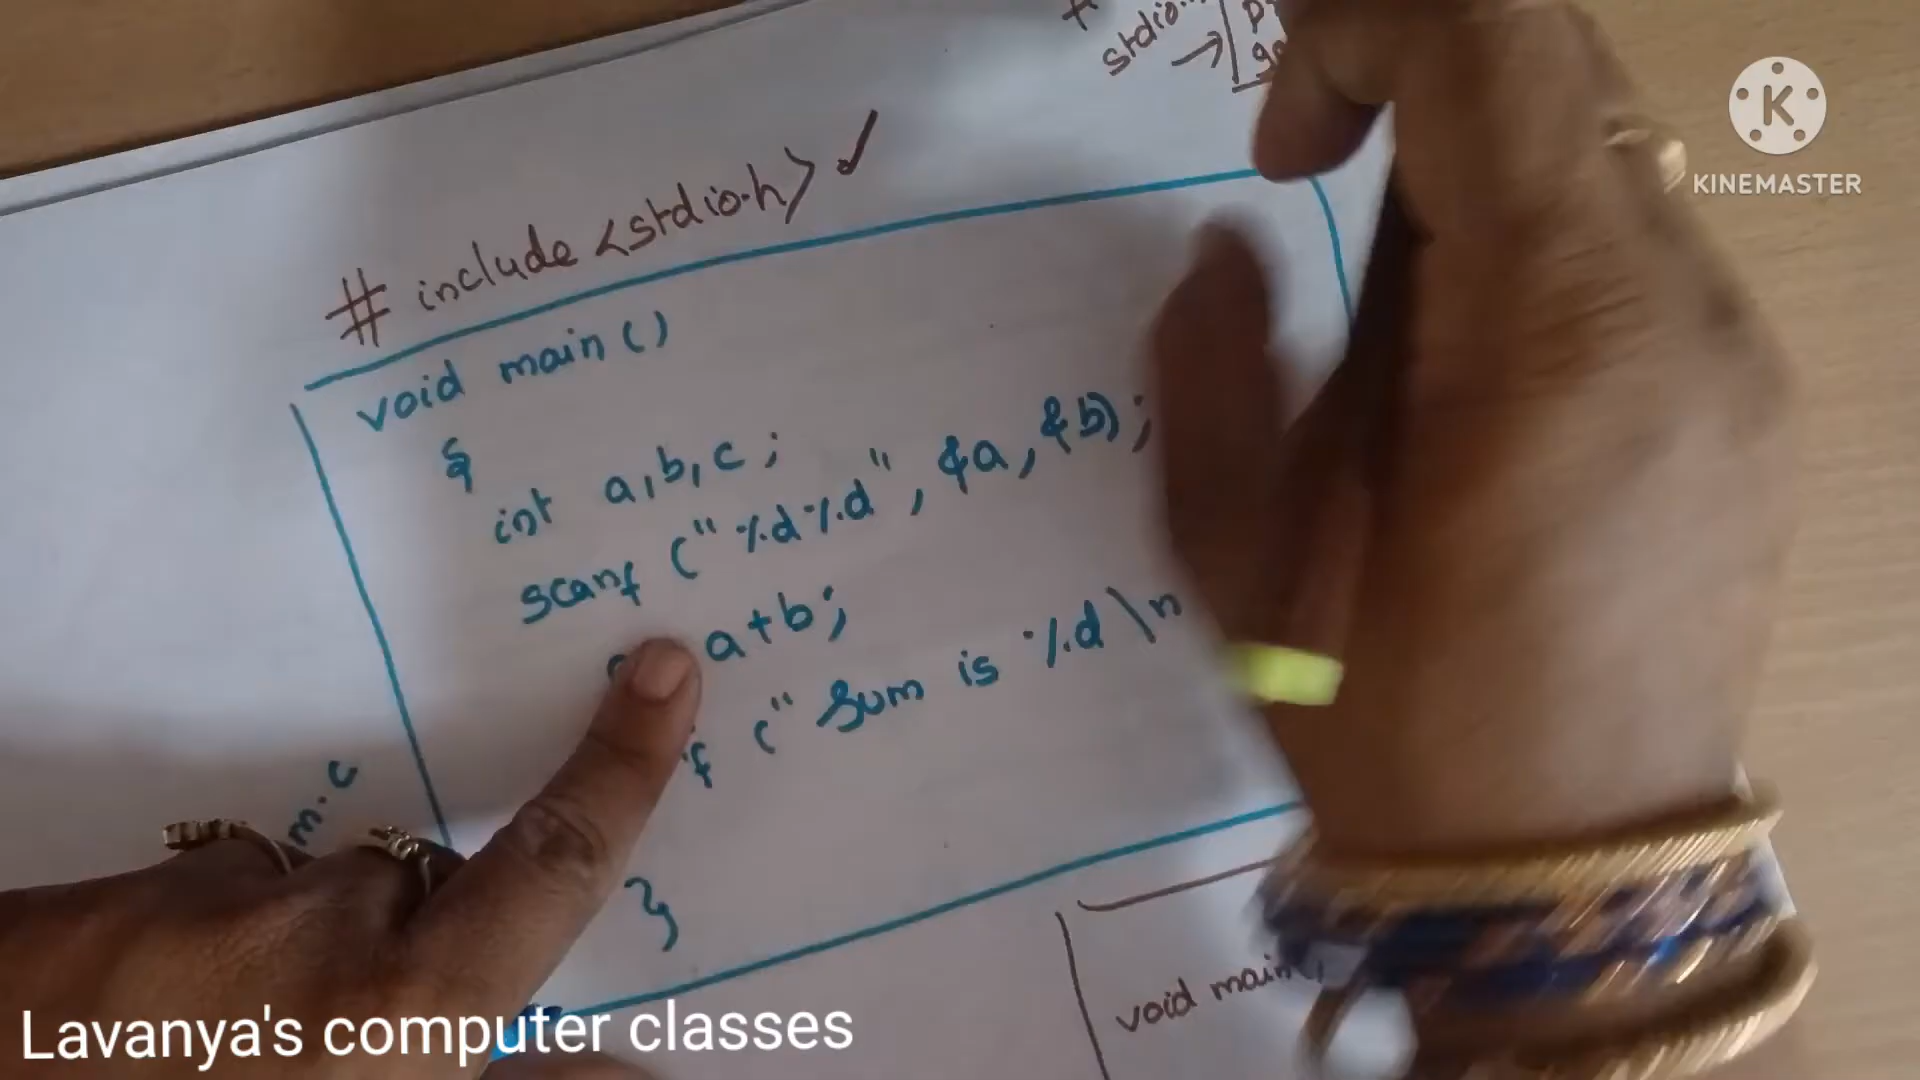 stdio
# include <stdio.h> ✓
void main ()
{
int a,b,c;
scanf ("%d%d", &a, &b);
a+b;
f ("Sum is %d \n
m.c
}
void main(
Lavanya's computer classes
K
KINEMASTER